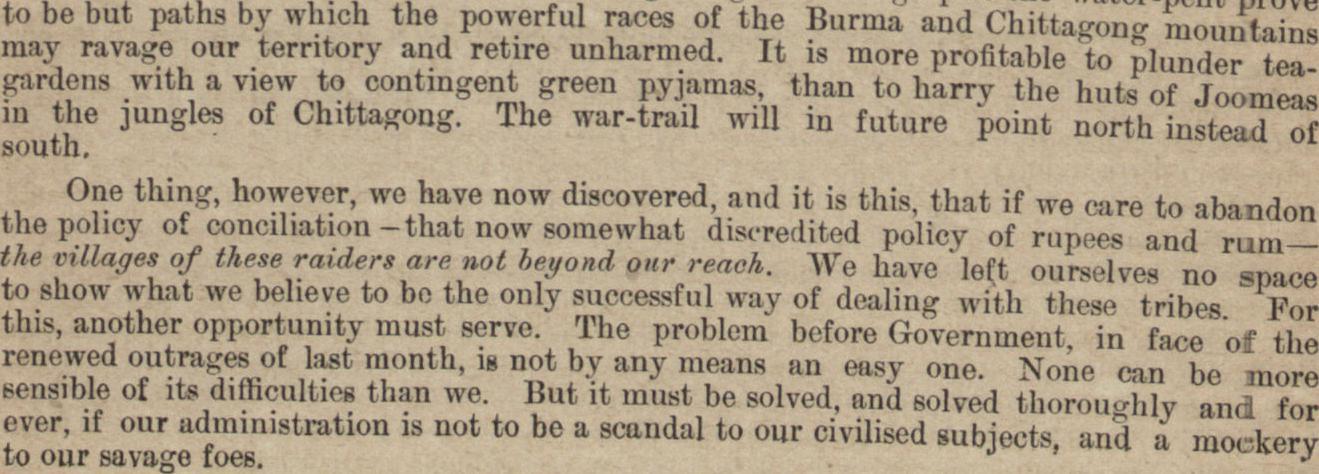 to be but paths by which the powerful races of the Burma and Chittagong mountains
may ravage our territory and retire unharmed. It is more profitable to plunder tea-
gardens with a view to contingent green pyjamas, than to harry the huts of Joomeas
in the jungles of Chittagong. The war-trail will in future point north instead of
south.
One thing, however, we have now discovered, and it is this, that if we care to abandon
the policy of conciliation—that now somewhat discredited policy of rupees and rum—
the villages of these raiders are not beyond our reach. We have left ourselves no space
to show what we believe to be the only successful way of dealing with these tribes. For
this, another opportunity must serve. The problem before Government, in face of the
renewed outrages of last month, is not by any means an easy one. None can be more
sensible of its difficulties than we. But it must be solved, and solved thoroughly and for
ever, if our administration is not to be a scandal to our civilised subjects, and a mockery
to our savage foes.